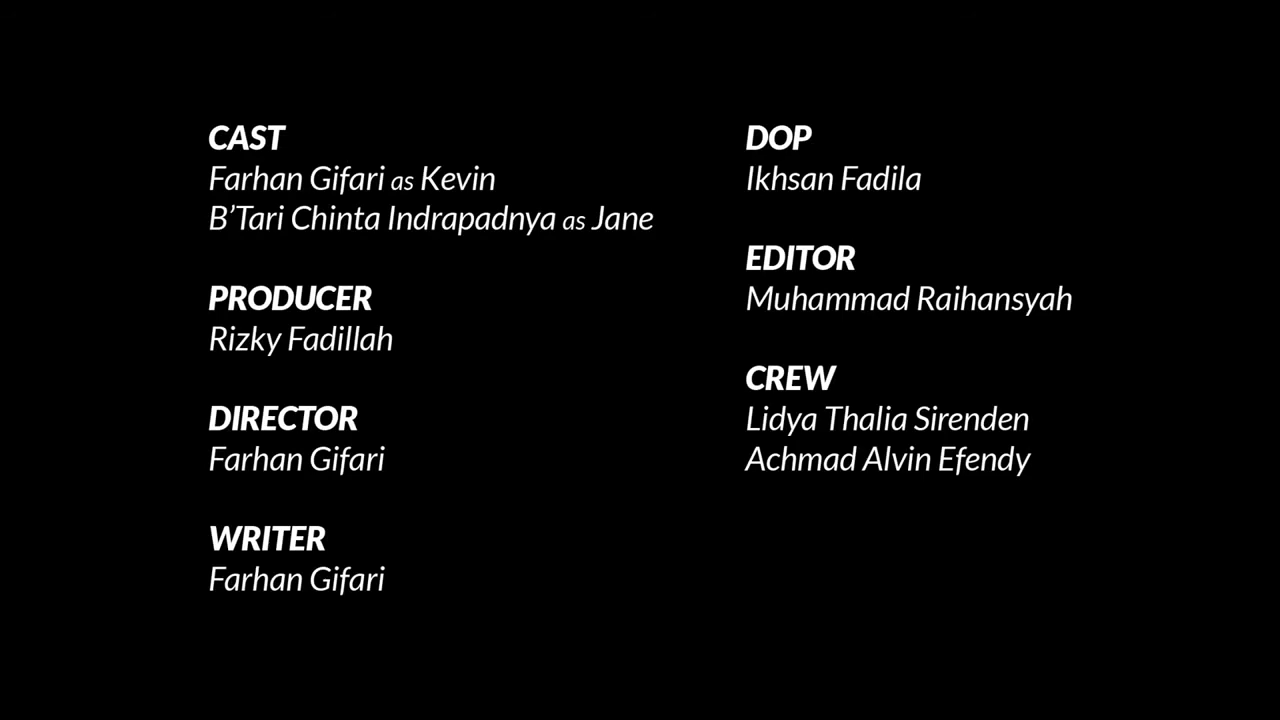 CAST
Farhan Gifari as Kevin
B’Tari Chinta Indrapadnya as Jane
PRODUCER
Rizky Fadillah
DIRECTOR
Farhan Gifari
WRITER
Farhan Gifari
DOP
Ikhsan Fadila
EDITOR
Muhammad Raihansyah
CREW
Lidya Thalia Sirenden
Achmad Alvin Efendy